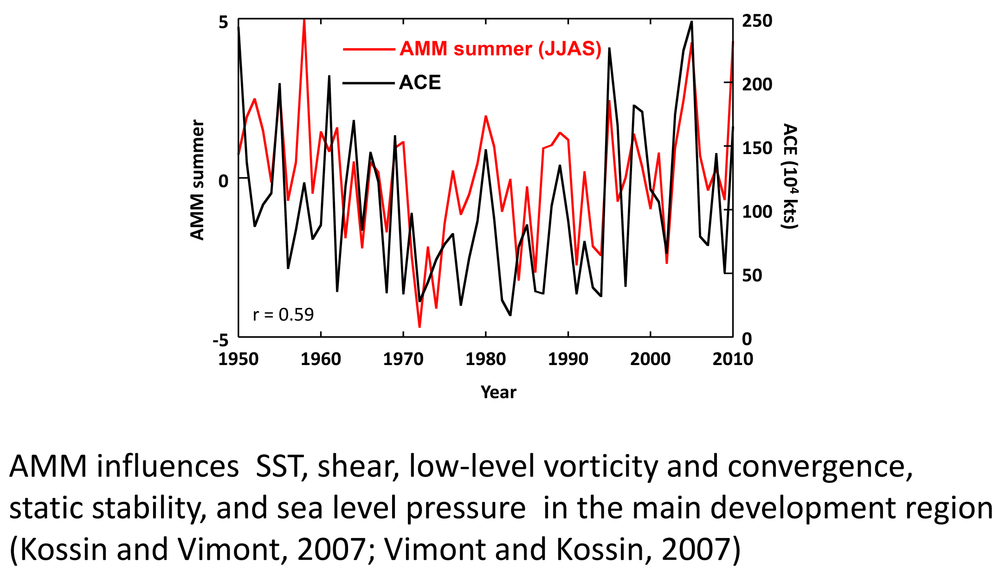 5
250
AMM summer (JJAS)
ACE
200
AMM summer
150
0
ACE (10⁴ kts)
100
50
r = 0.59
-5
0
1950 1960 1970 1980 1990 2000 2010
Year
AMM influences  SST, shear, low-level vorticity and convergence,
static stability, and sea level pressure  in the main development region
(Kossin and Vimont, 2007; Vimont and Kossin, 2007)